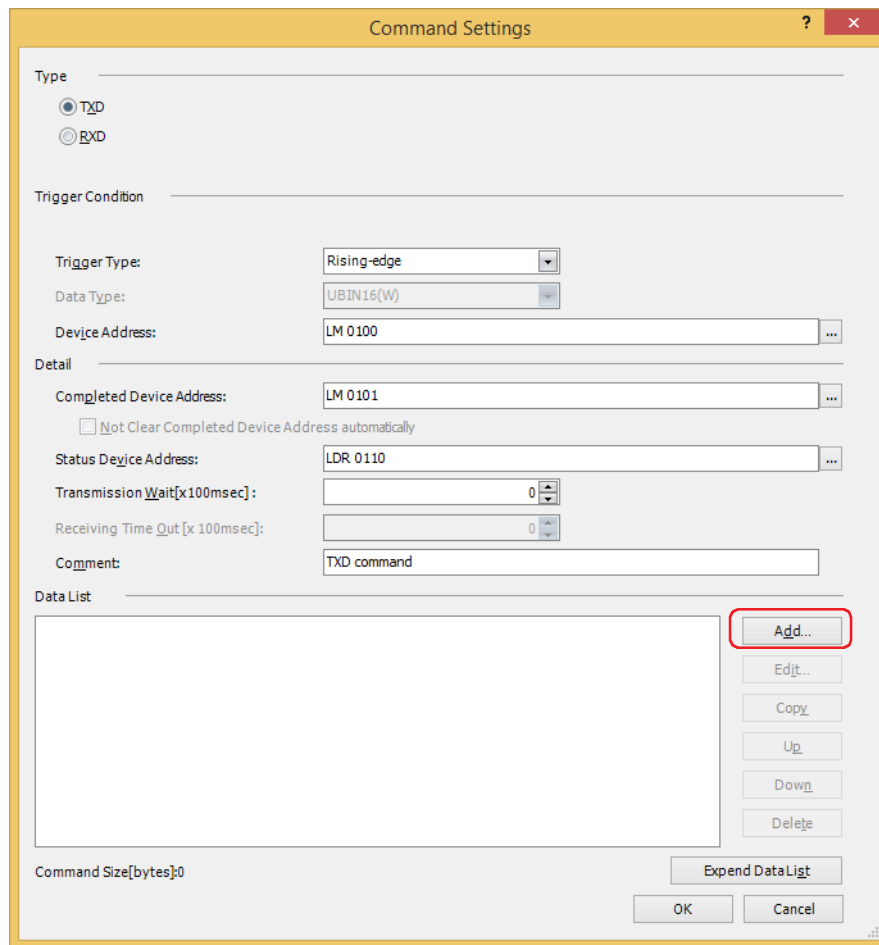 Command Settings ? ×
Type
TXD
RXD
Trigger Condition
Trigger Type: Rising-edge
Data Type: UBIN16(W)
Device Address: LM 0100 ...
Detail
Completed Device Address: LM 0101 ...
Not Clear Completed Device Address automatically
Status Device Address: LDR 0110 ...
Transmission Wait[x100msec] : 0
Receiving Time Out [x 100msec]: 0
Comment: TXD command
Data List
Add...
Edit...
Copy
Up
Down
Delete
Command Size[bytes]:0 Expend Data List
OK Cancel